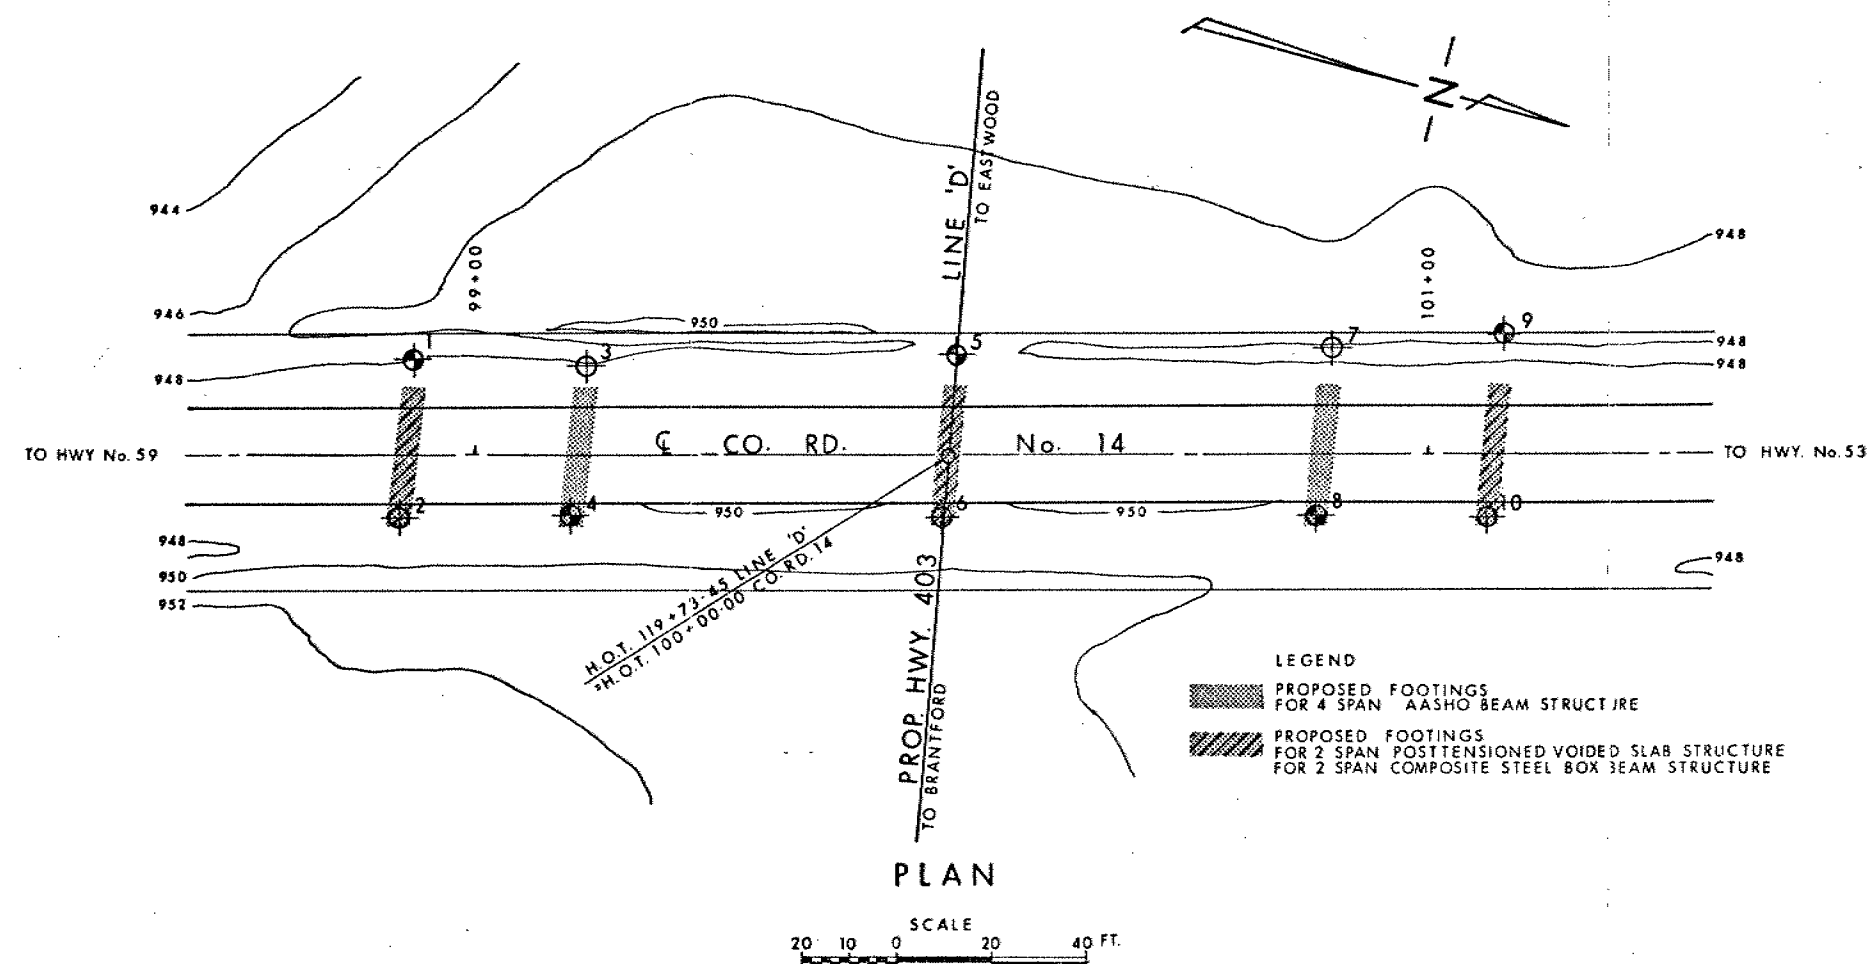 N
TO EASTWOOD
LINE 'D'
944
99+00
101+00
948
946
950
1
3
5
7
9
948
948
948
TO HWY No. 59
℄ CO. RD. No. 14
TO HWY. No. 53
2
4
6
8
10
950
950
948
950
952
948
H.O.T. 119+73·45 LINE 'D'
=H.O.T. 100+00·00 CO. RD. 14
PROP. HWY. 403
TO BRANTFORD
LEGEND
PROPOSED FOOTINGS
FOR 4 SPAN AASHO BEAM STRUCTURE
PROPOSED FOOTINGS
FOR 2 SPAN POSTTENSIONED VOIDED SLAB STRUCTURE
FOR 2 SPAN COMPOSITE STEEL BOX BEAM STRUCTURE
PLAN
SCALE
20 10 0 20 40 FT.